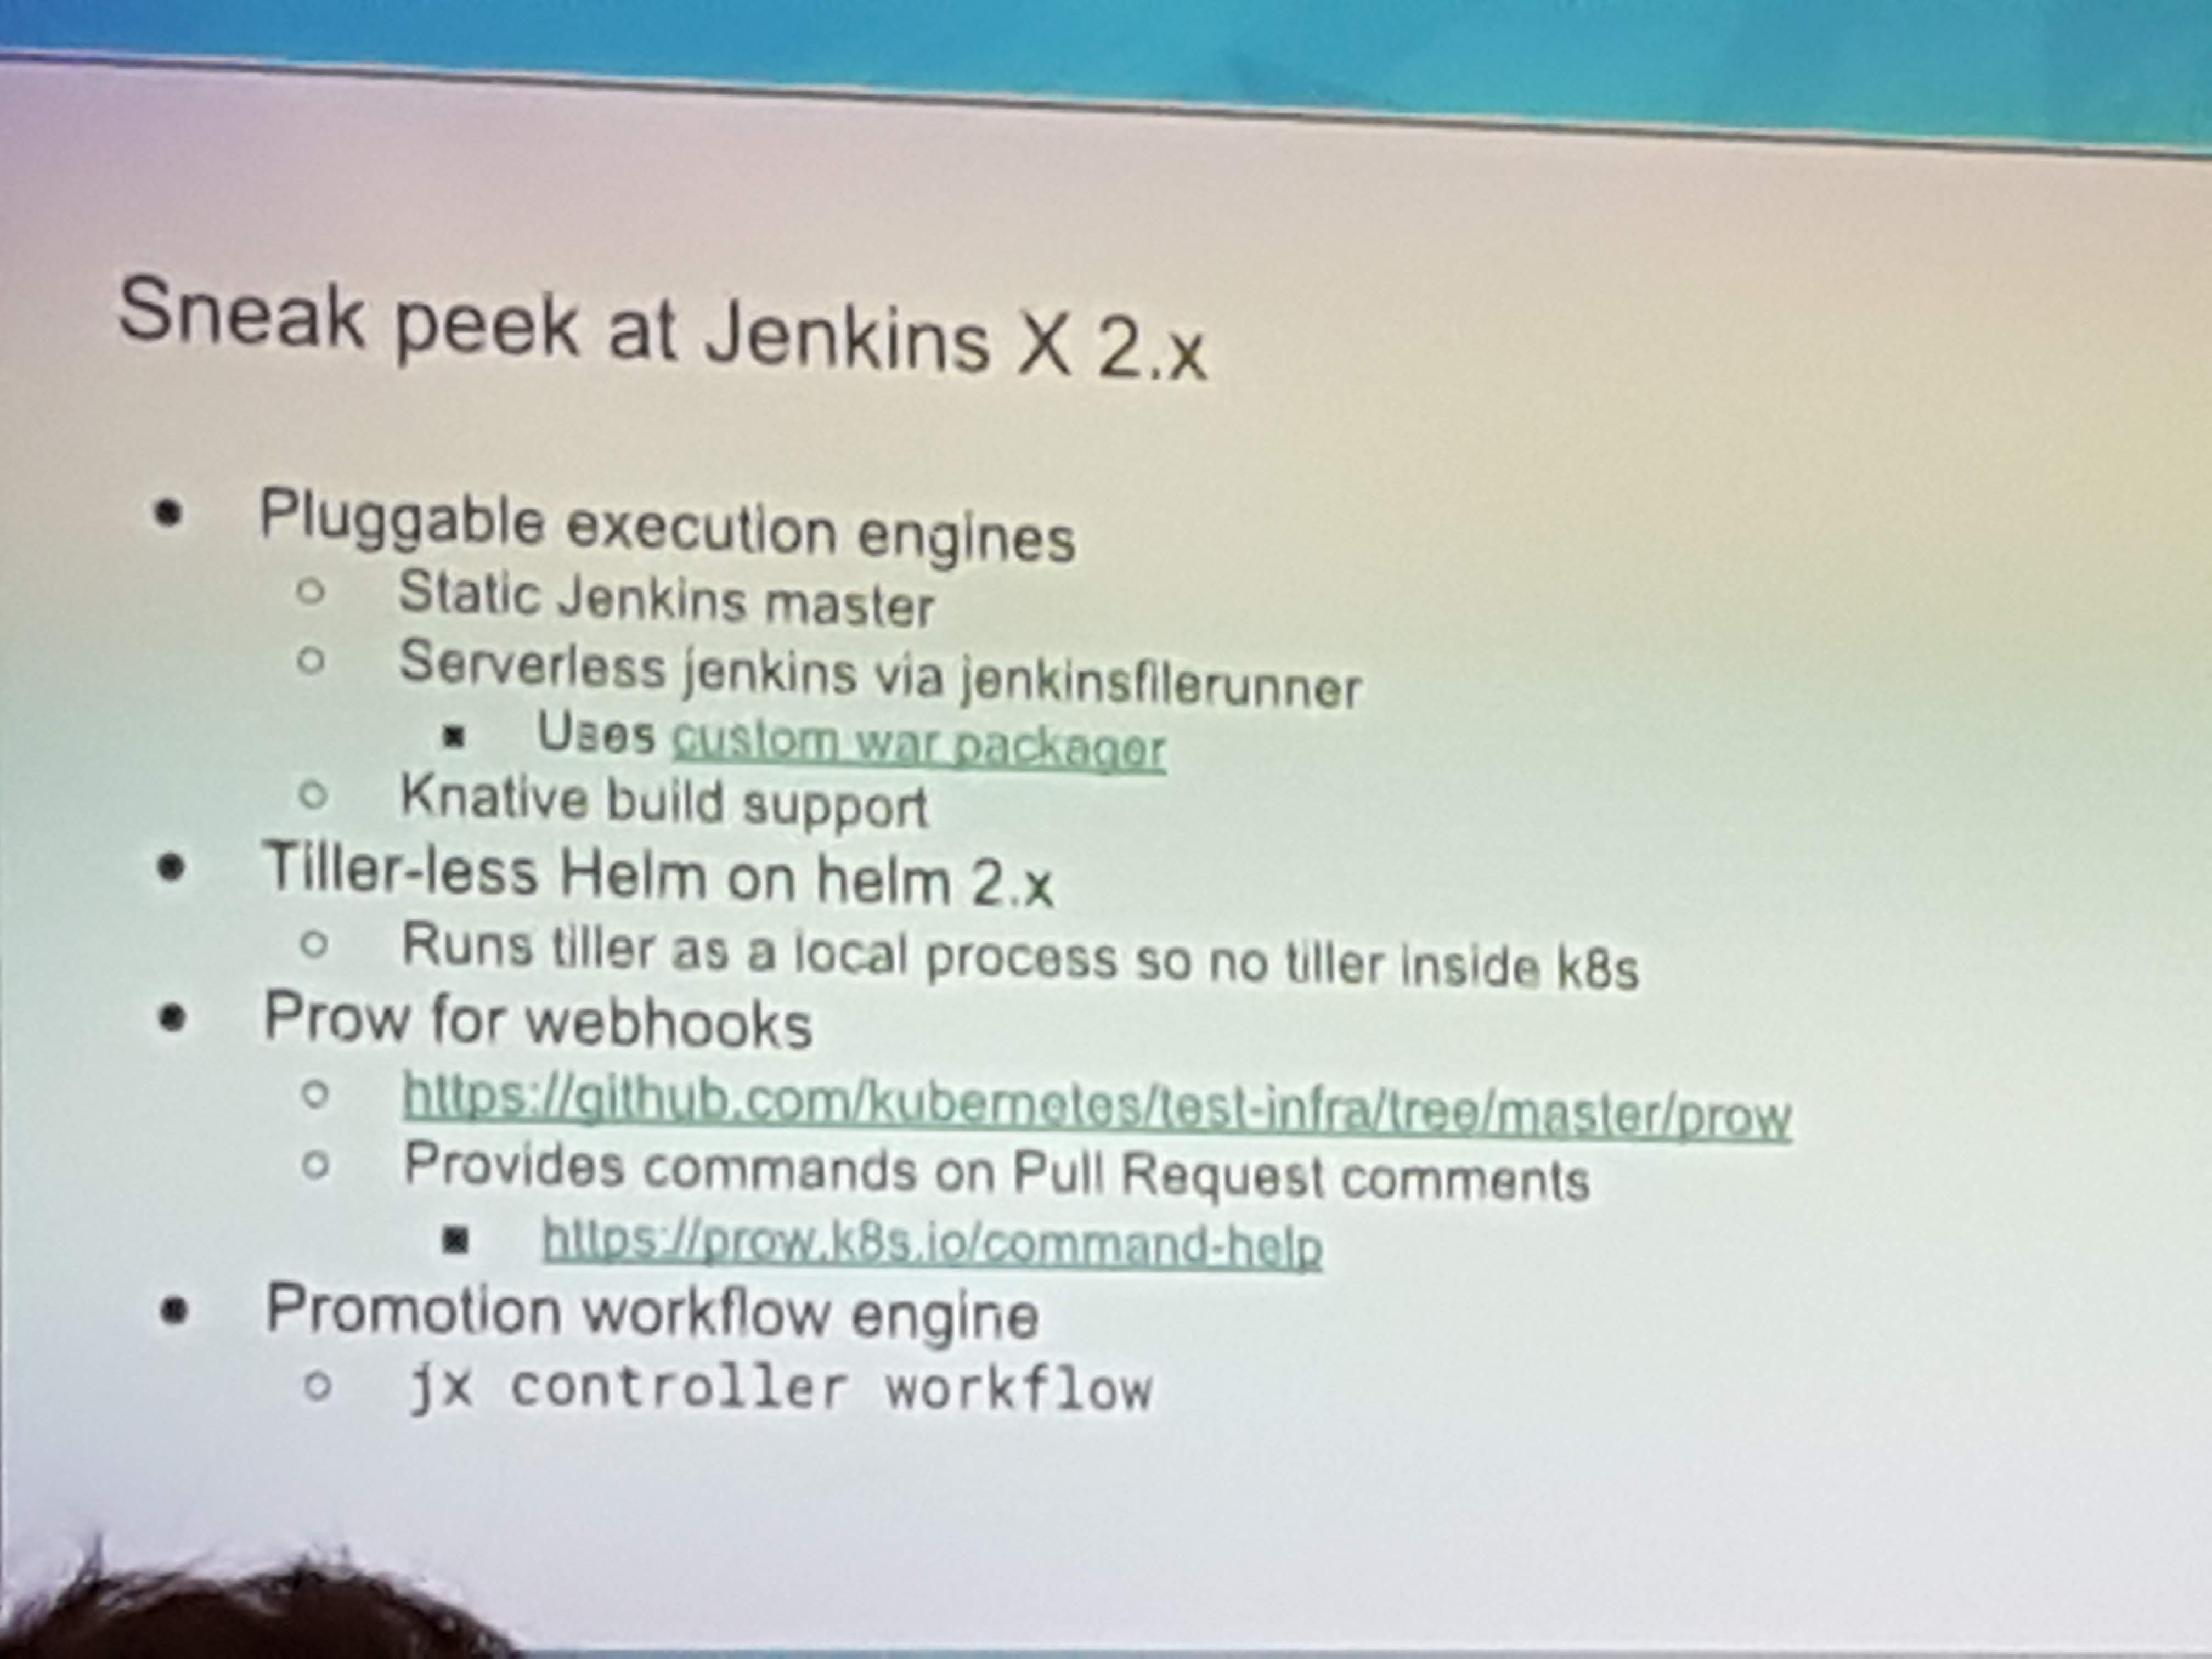 Sneak peek at Jenkins X 2.x
● Pluggable execution engines
○ Static Jenkins master
○ Serverless jenkins via jenkinsfilerunner
■ Uses custom war packager
○ Knative build support
● Tiller-less Helm on helm 2.x
○ Runs tiller as a local process so no tiller inside k8s
● Prow for webhooks
○ https://github.com/kubernetes/test-infra/tree/master/prow
○ Provides commands on Pull Request comments
■ https://prow.k8s.io/command-help
● Promotion workflow engine
○ jx controller workflow